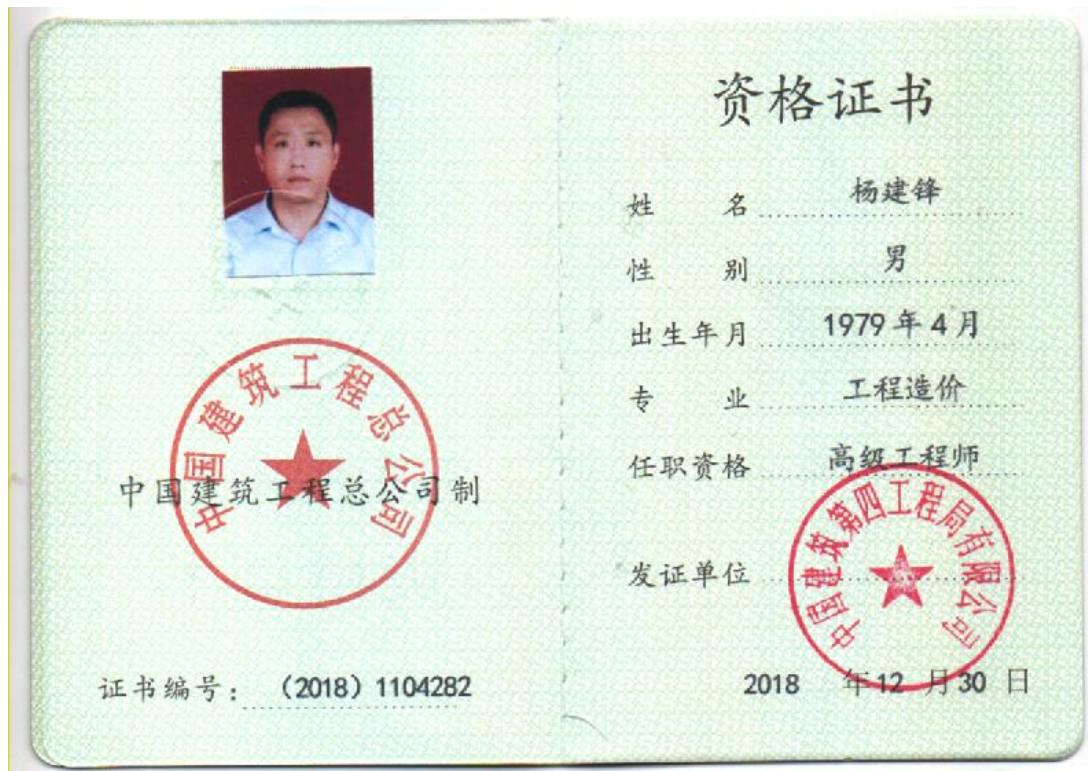 中国建筑工程总公司
中国建筑工程总公司制
证书编号：（2018）1104282
资格证书
姓 名 杨建锋
性 别 男
出生年月 1979年4月
专 业 工程造价
任职资格 高级工程师
发证单位
中国建筑第四工程局有限公司
2018 年12 月30 日